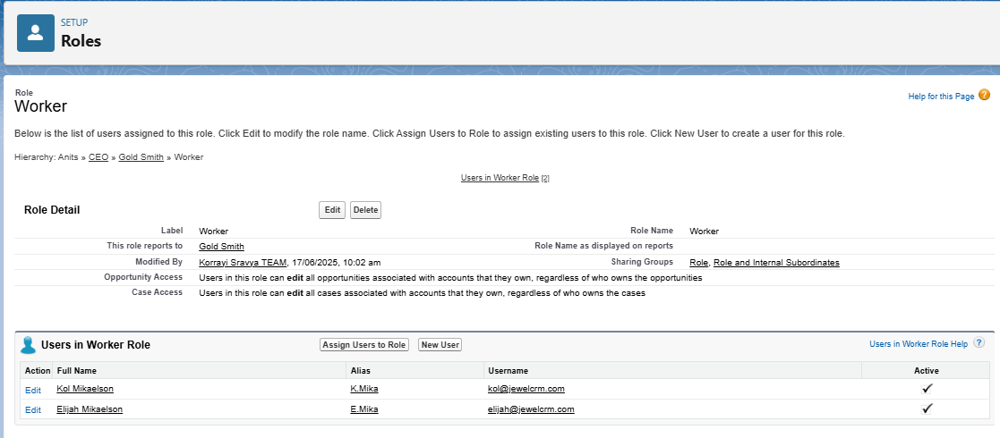 SETUP
Roles
Role
Worker
Help for this Page ?
Below is the list of users assigned to this role. Click Edit to modify the role name. Click Assign Users to Role to assign existing users to this role. Click New User to create a user for this role.
Hierarchy: Anits » CEO » Gold Smith » Worker
Users in Worker Role [2]
Role Detail Edit Delete
Label Worker Role Name Worker
This role reports to Gold Smith Role Name as displayed on reports
Modified By Korrayi Sravya TEAM, 17/06/2025, 10:02 am Sharing Groups Role, Role and Internal Subordinates
Opportunity Access Users in this role can edit all opportunities associated with accounts that they own, regardless of who owns the opportunities
Case Access Users in this role can edit all cases associated with accounts that they own, regardless of who owns the cases
Users in Worker Role Assign Users to Role New User Users in Worker Role Help ?
Action Full Name Alias Username Active
Edit Kol Mikaelson K.Mika kol@jewelcrm.com
Edit Elijah Mikaelson E.Mika elijah@jewelcrm.com